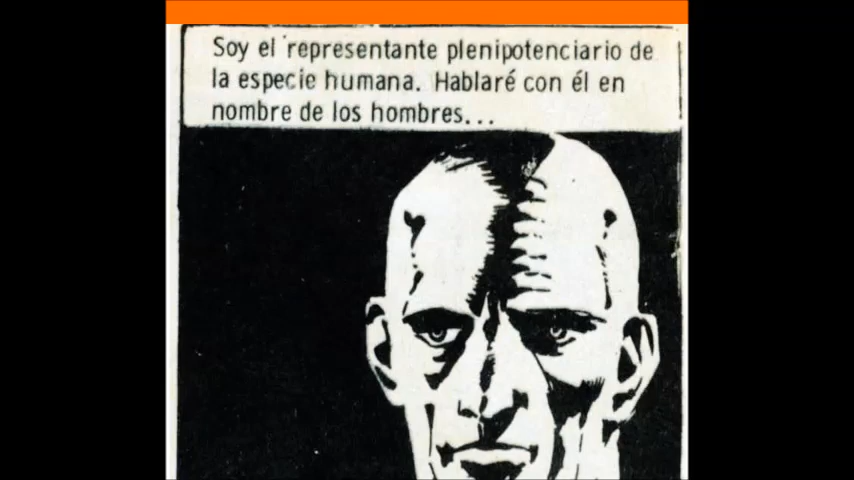 Soy el representante plenipotenciario de
la especie humana. Hablaré con él en
nombre de los hombres...